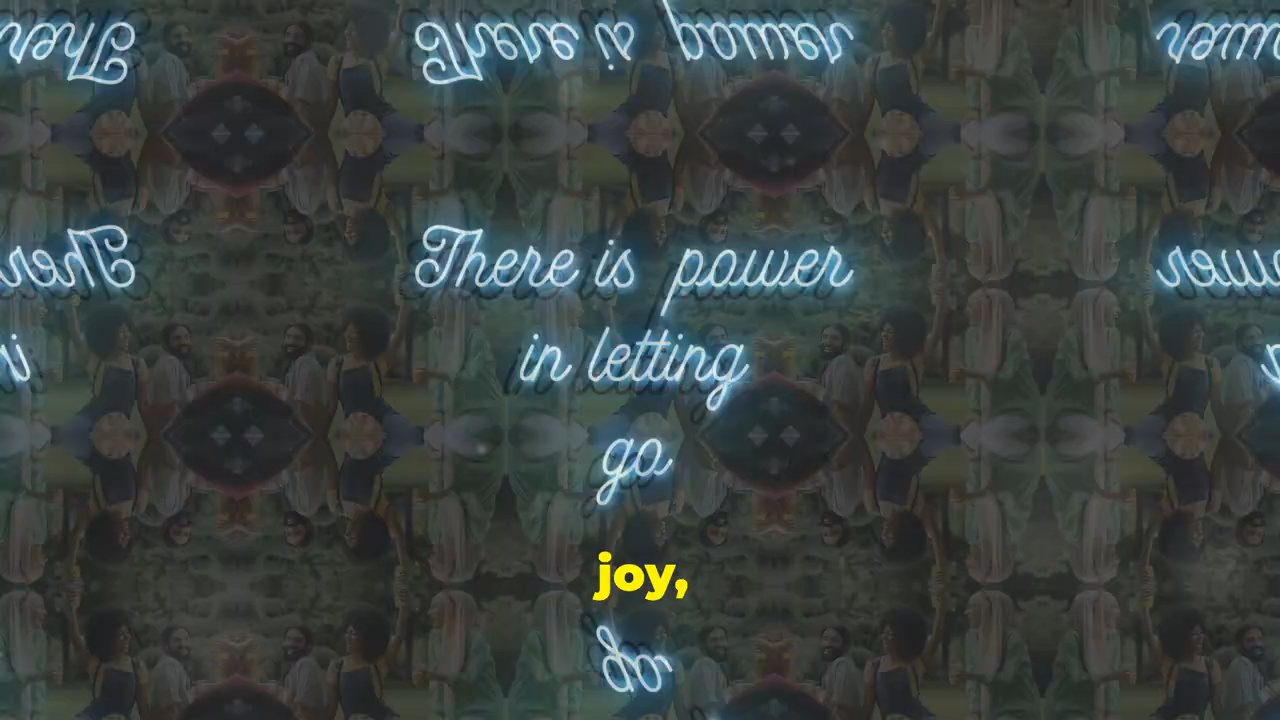 There is power
in letting
go
joy,